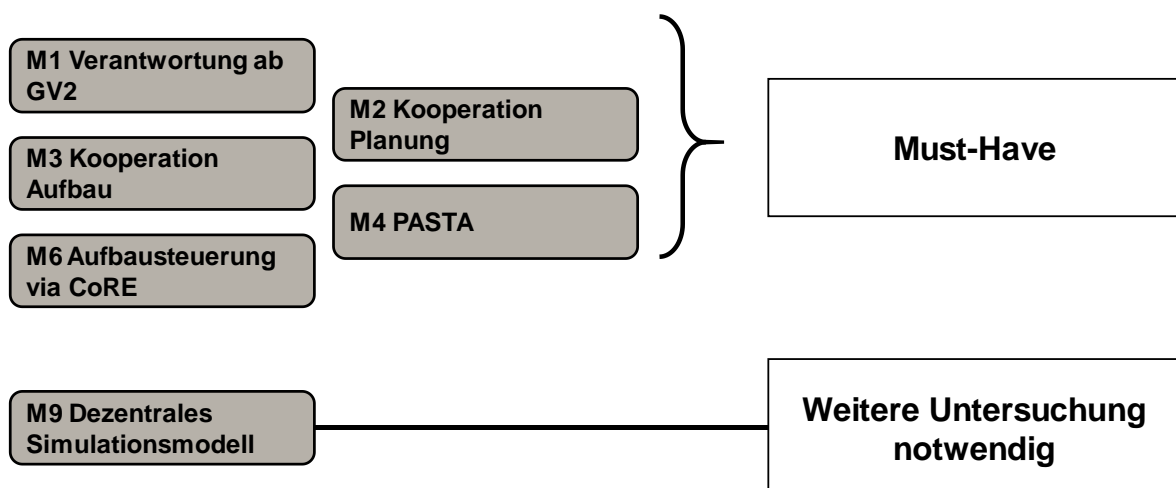 M1 Verantwortung ab
GV2
M3 Kooperation
Aufbau
M6 Aufbausteuerung
via CoRE
M2 Kooperation
Planung
M4 PASTA
Must-Have
M9 Dezentrales
Simulationsmodell
Weitere Untersuchung
notwendig